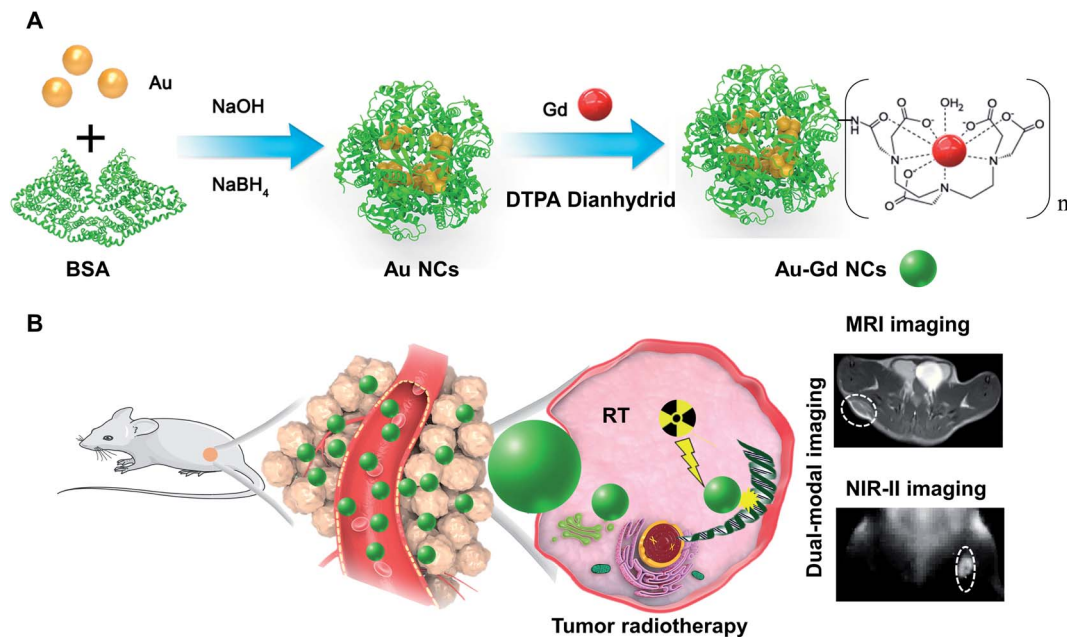 A
Au
+
BSA
NaOH
NaBH4
Au NCs
Gd
DTPA Dianhydrid
Au-Gd NCs
N
H
O
O
O
OH2
O
O
O
N
N
N
O
O
n
B
RT
Tumor radiotherapy
Dual-modal imaging
MRI imaging
NIR-II imaging